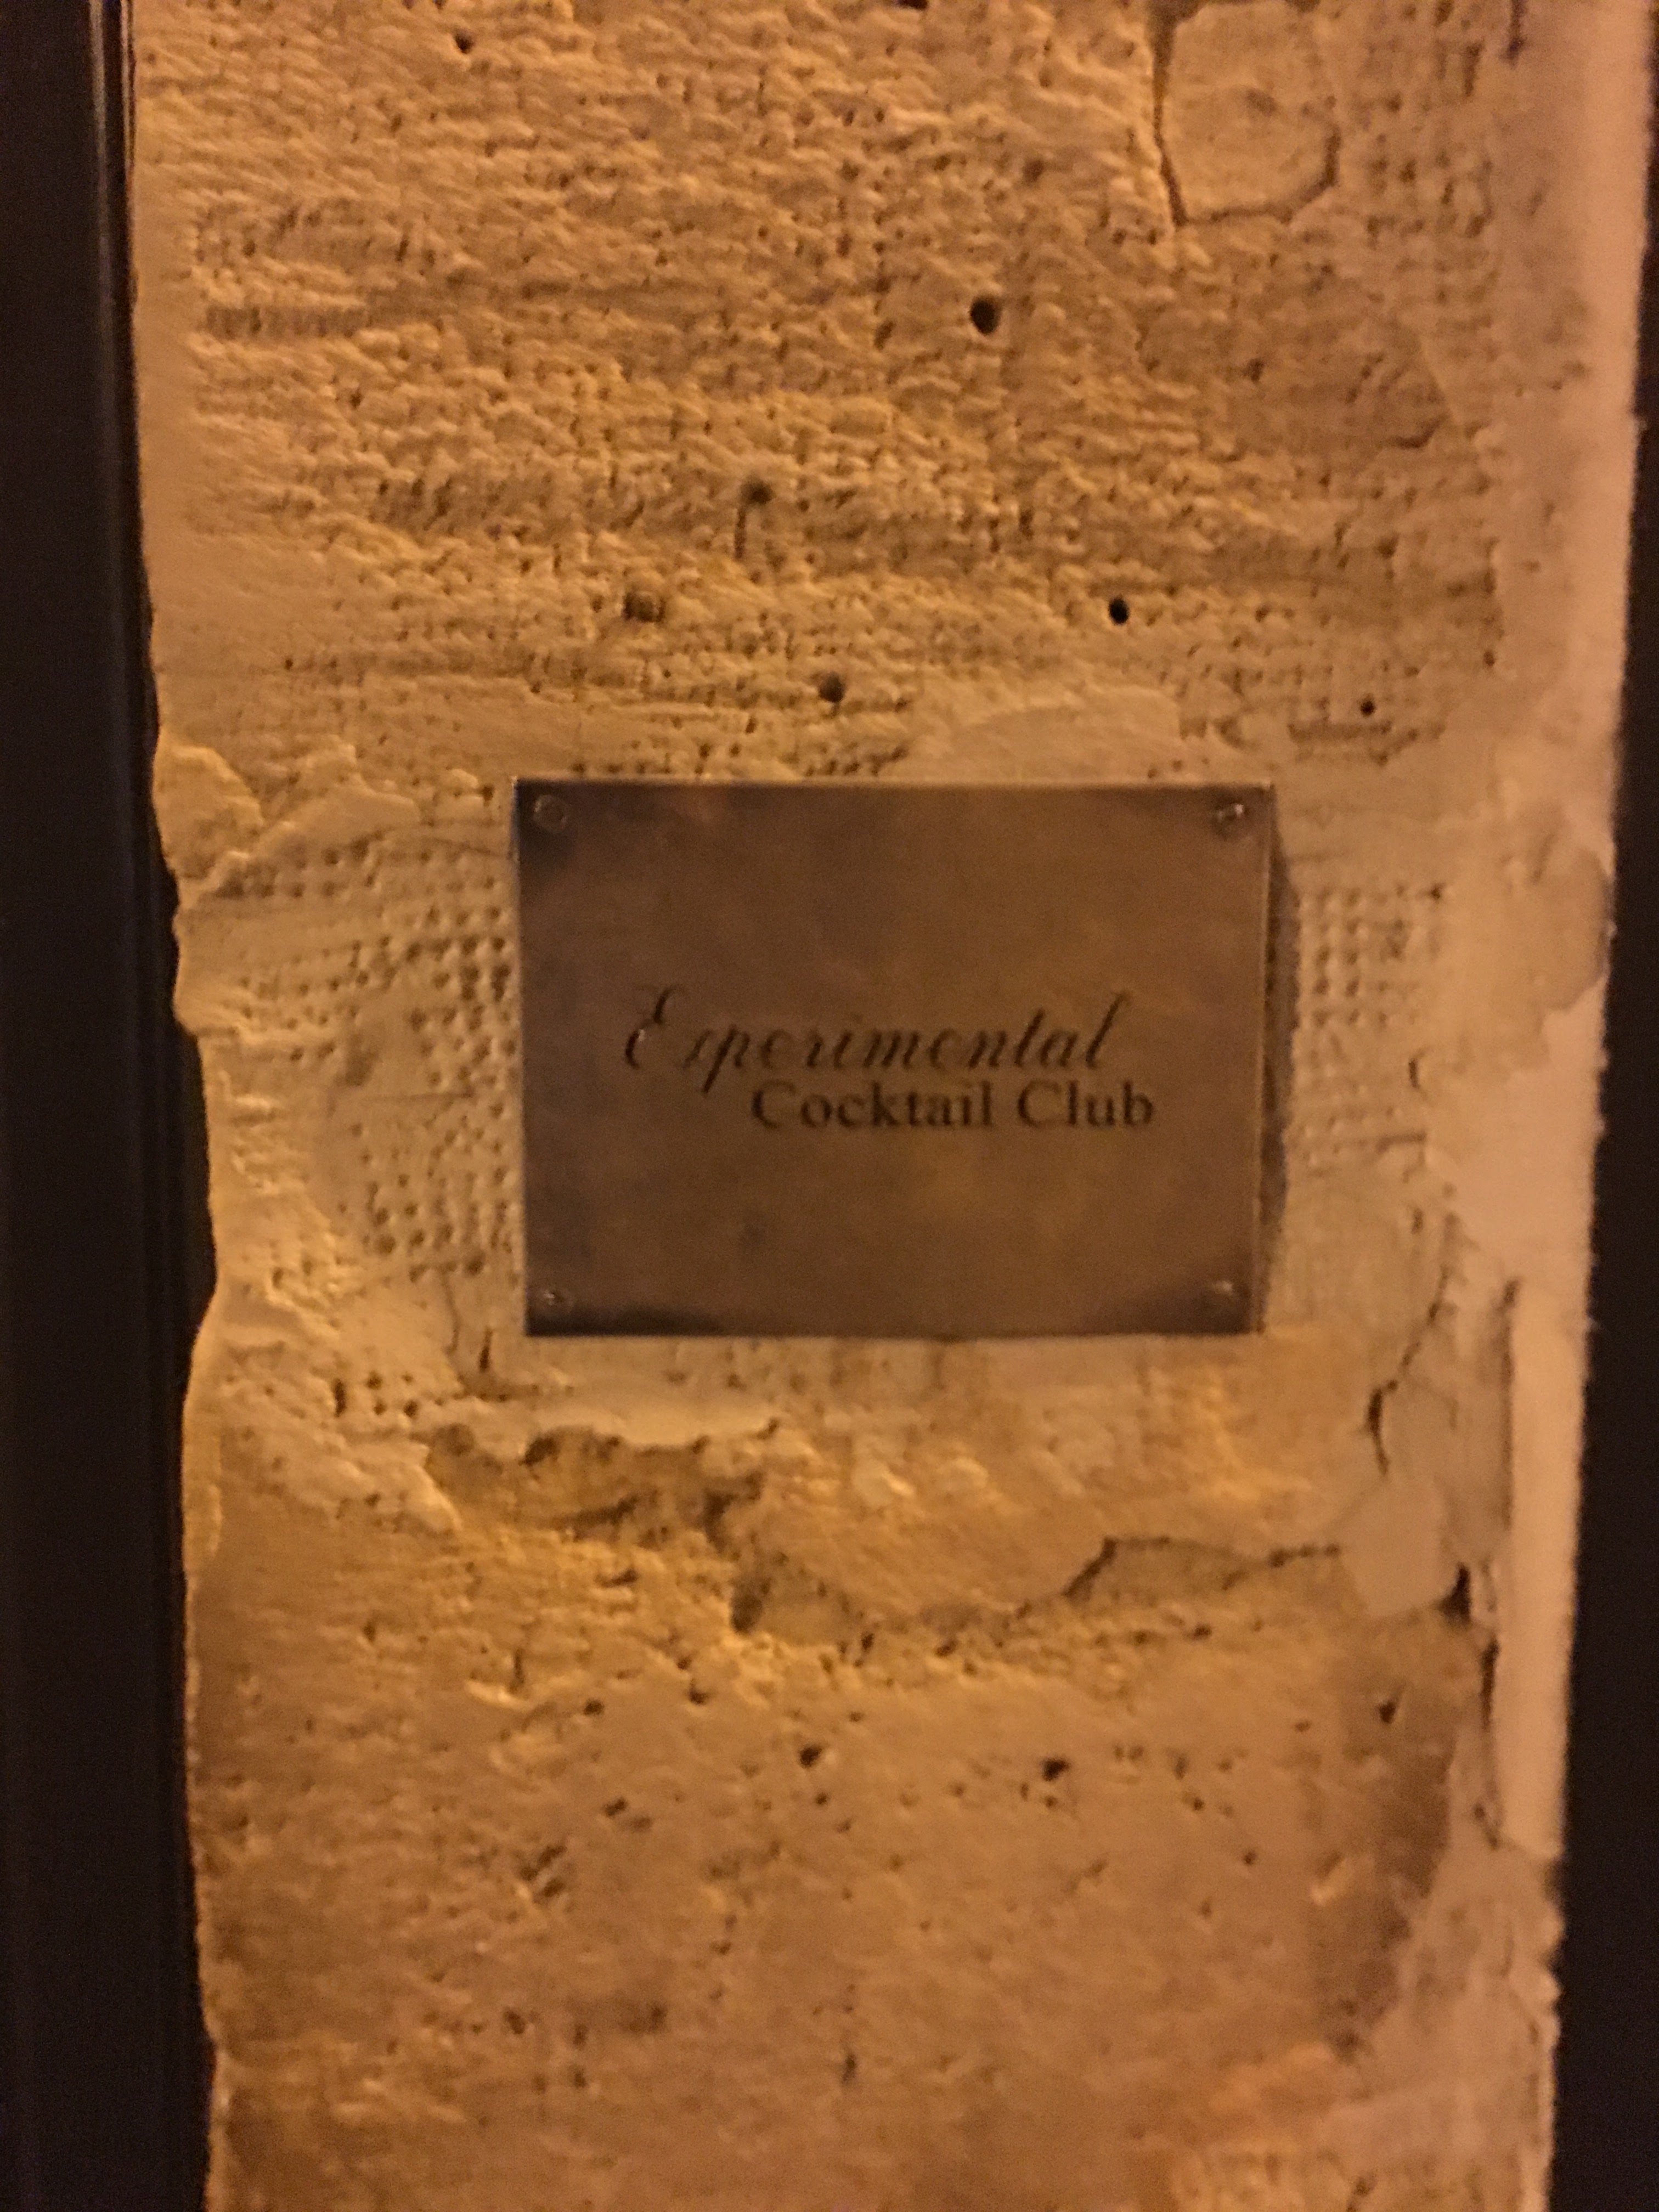 Experimental
Cocktail Club